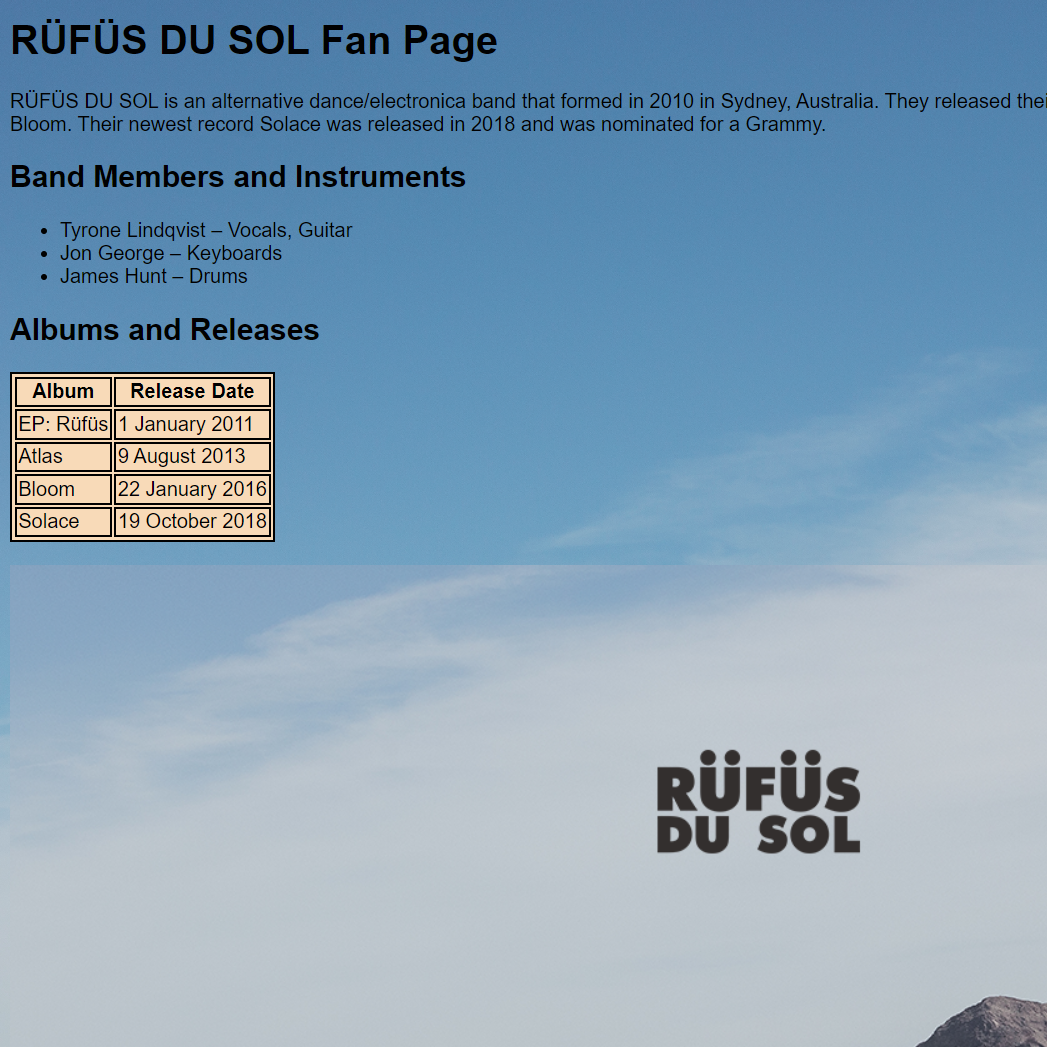 RÜFÜS DU SOL Fan Page
RÜFÜS DU SOL is an alternative dance/electronica band that formed in 2010 in Sydney, Australia. They released
Bloom. Their newest record Solace was released in 2018 and was nominated for a Grammy.
Band Members and Instruments
Tyrone Lindqvist – Vocals, Guitar
Jon George – Keyboards
James Hunt – Drums
Albums and Releases
Album Release Date
EP: Rüfüs 1 January 2011
Atlas 9 August 2013
Bloom 22 January 2016
Solace 19 October 2018
RÜFÜS
DU SOL